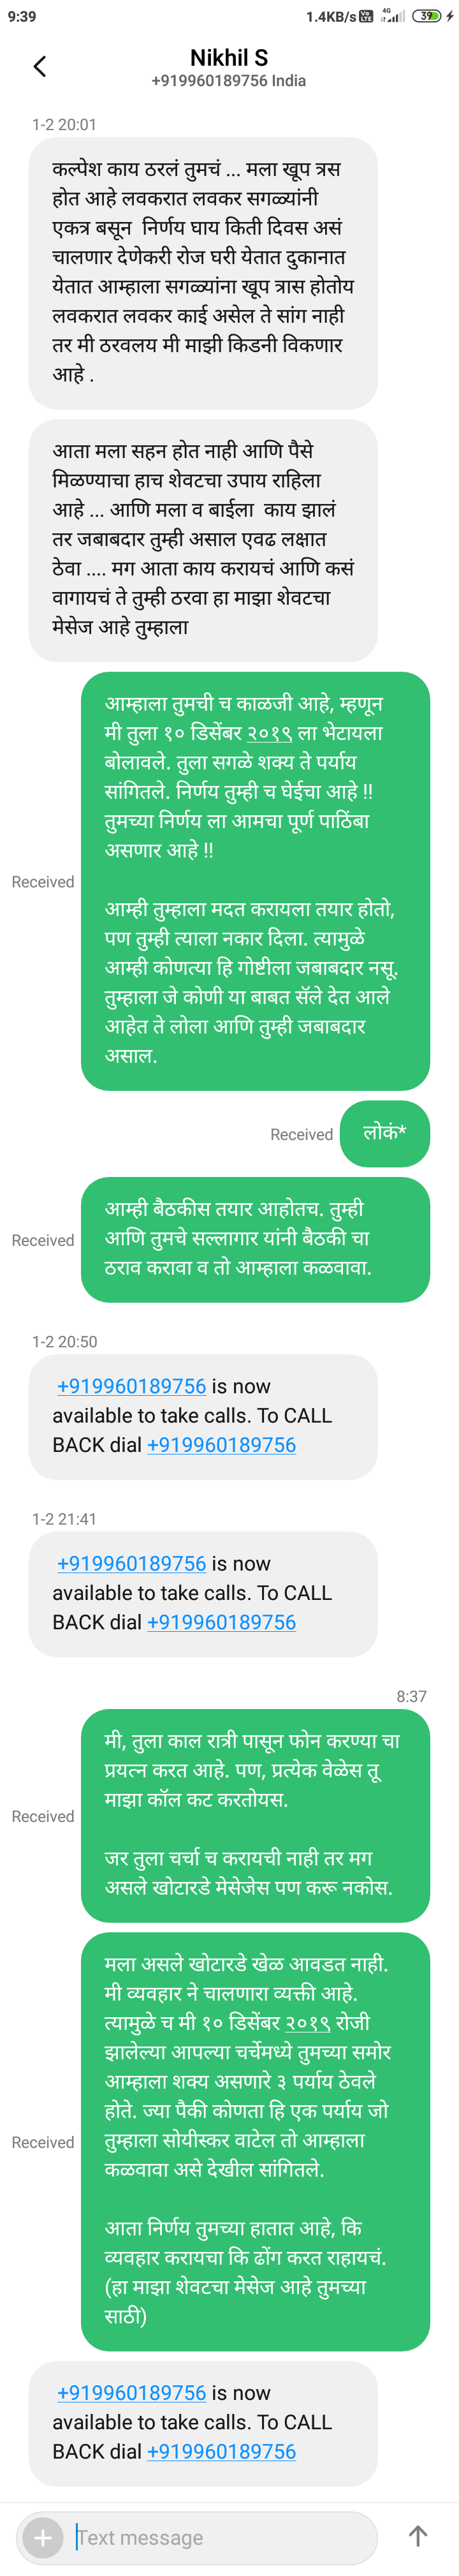 9:39
1.4KB/s Vo LTE 4G 39
Nikhil S
+919960189756 India
1-2 20:01
कल्पेश काय ठरलं तुमचं ... मला खूप त्रस
होत आहे लवकरात लवकर सगळ्यांनी
एकत्र बसून निर्णय घाय किती दिवस असं
चालणार देणेकरी रोज घरी येतात दुकानात
येतात आम्हाला सगळ्यांना खूप त्रास होतोय
लवकरात लवकर काई असेल ते सांग नाही
तर मी ठरवलय मी माझी किडनी विकणार
आहे .
आता मला सहन होत नाही आणि पैसे
मिळण्याचा हाच शेवटचा उपाय राहिला
आहे ... आणि मला व बाईला काय झालं
तर जबाबदार तुम्ही असाल एवढ लक्षात
ठेवा .... मग आता काय करायचं आणि कसं
वागायचं ते तुम्ही ठरवा हा माझा शेवटचा
मेसेज आहे तुम्हाला
आम्हाला तुमची च काळजी आहे, म्हणून
मी तुला १० डिसेंबर २०१९ ला भेटायला
बोलावले. तुला सगळे शक्य ते पर्याय
सांगितले. निर्णय तुम्ही च घेईचा आहे !!
तुमच्या निर्णय ला आमचा पूर्ण पाठिंबा
असणार आहे !!
Received
आम्ही तुम्हाला मदत करायला तयार होतो,
पण तुम्ही त्याला नकार दिला. त्यामुळे
आम्ही कोणत्या हि गोष्टीला जबाबदार नसू.
तुम्हाला जे कोणी या बाबत सॅले देत आले
आहेत ते लोला आणि तुम्ही जबाबदार
असाल.
Received
लोकं*
आम्ही बैठकीस तयार आहोतच. तुम्ही
Received
आणि तुमचे सल्लागार यांनी बैठकी चा
ठराव करावा व तो आम्हाला कळवावा.
1-2 20:50
+919960189756 is now
available to take calls. To CALL
BACK dial +919960189756
1-2 21:41
+919960189756 is now
available to take calls. To CALL
BACK dial +919960189756
8:37
मी, तुला काल रात्री पासून फोन करण्या चा
प्रयत्न करत आहे. पण, प्रत्येक वेळेस तू
माझा कॉल कट करतोयस.
Received
जर तुला चर्चा च करायची नाही तर मग
असले खोटारडे मेसेजेस पण करू नकोस.
मला असले खोटारडे खेळ आवडत नाही.
मी व्यवहार ने चालणारा व्यक्ती आहे.
त्यामुळे च मी १० डिसेंबर २०१९ रोजी
झालेल्या आपल्या चर्चेमध्ये तुमच्या समोर
आम्हाला शक्य असणारे ३ पर्याय ठेवले
होते. ज्या पैकी कोणता हि एक पर्याय जो
Received
तुम्हाला सोयीस्कर वाटेल तो आम्हाला
कळवावा असे देखील सांगितले.
आता निर्णय तुमच्या हातात आहे, कि
व्यवहार करायचा कि ढोंग करत राहायचं.
(हा माझा शेवटचा मेसेज आहे तुमच्या
साठी)
+919960189756 is now
available to take calls. To CALL
BACK dial +919960189756
Text message